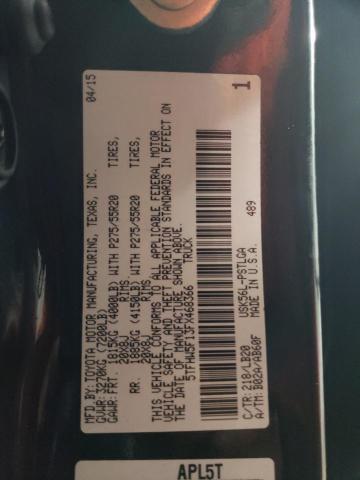 MFD. BY: TOYOTA MOTOR MANUFACTURING, TEXAS, INC. 04/15
GVWR: 3270KG (7200LB)
GAWR: FRT. 1815KG (4000LB) WITH P275/55R20 TIRES,
20X8J RIMS
RR. 1885KG (4150LB) WITH P275/55R20 TIRES,
20X8J RIMS
THIS VEHICLE CONFORMS TO ALL APPLICABLE FEDERAL MOTOR
VEHICLE SAFETY AND THEFT PREVENTION STANDARDS IN EFFECT ON
THE DATE OF MANUFACTURE SHOWN ABOVE.
5TFHW5F13FX468366 TRUCK
C/TR: 218/LB20 USK56L-PSTLGA 489
A/TM: B02A/AB60F MADE IN U.S.A. 1
APL5T